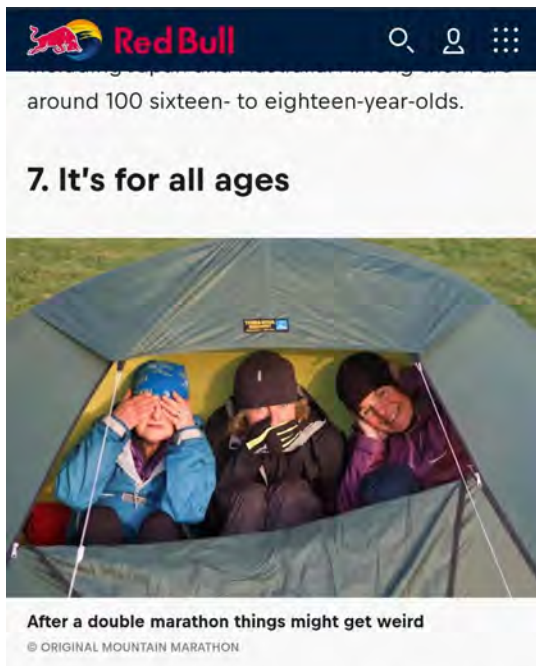 Red Bull
around 100 sixteen- to eighteen-year-olds.
7. It's for all ages
After a double marathon things might get weird
© ORIGINAL MOUNTAIN MARATHON